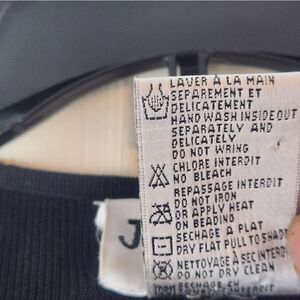 LAVER À LA MAIN
SEPAREMENT ET
DELICATEMENT
HAND WASH INSIDE OUT
SEPARATELY AND
DELICATELY
DO NOT WRING
CHLORE INTERDIT
NO BLEACH
REPASSAGE INTERDIT
DO NOT IRON
OR APPLY HEAT
ON BEADING
SECHAGE A PLAT
DRY FLAT PULL TO SHADE
NETTOYAGE A SEC INTERDI
DO NOT DRY CLEAN
J